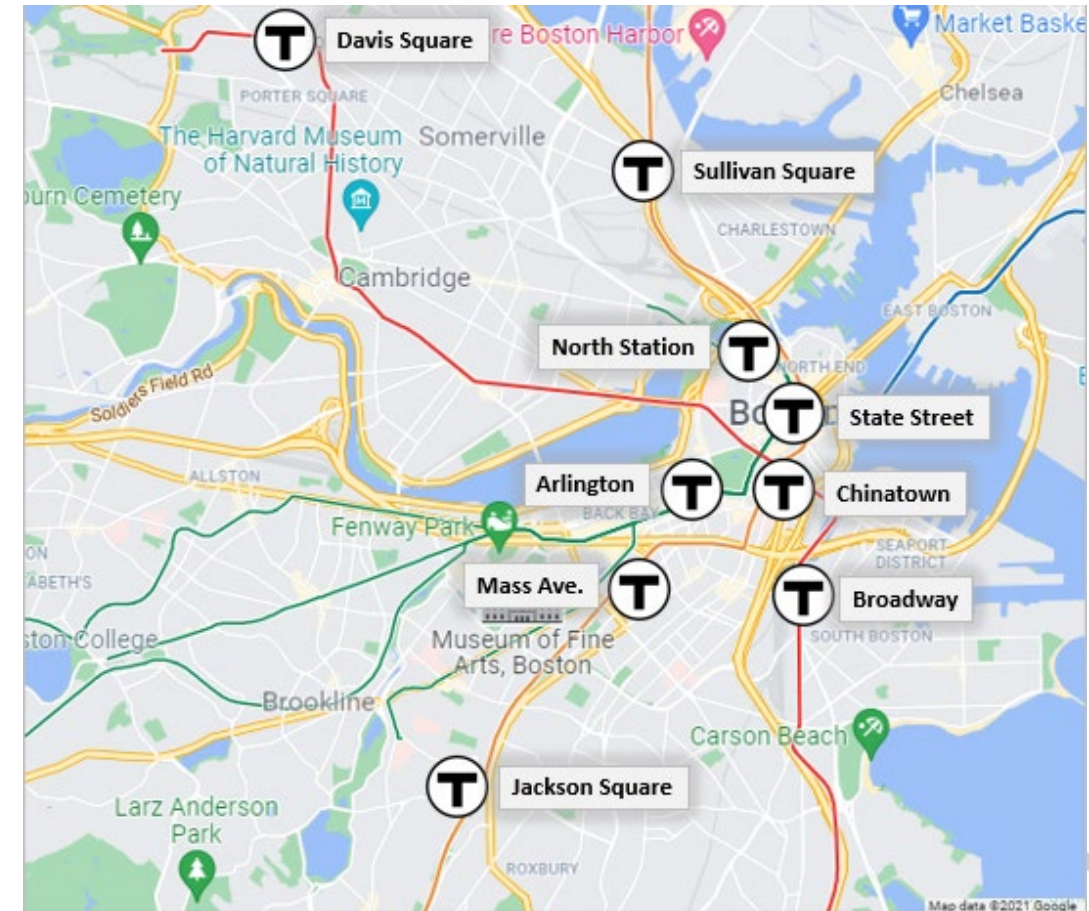 Davis Square
re Boston Harbor
Market Baske
PORTER SQUARE
Chelsea
The Harvard Museum
of Natural History
Somerville
Sullivan Square
burn Cemetery
CHARLESTOWN
Cambridge
EAST BOSTON
North Station
NORTH END
Soldiers Field Rd
State Street
ALLSTON
Arlington
Chinatown
BACK BAY
Fenway Park
SEAPORT
DISTRICT
ON
ABETH'S
Mass Ave.
Broadway
ston College
Museum of Fine
Arts, Boston
SOUTH BOSTON
Brookline
Carson Beach
Jackson Square
Larz Anderson
Park
ROXBURY
Map data ©2021 Google
T
T
T
T
T
T
T
T
T